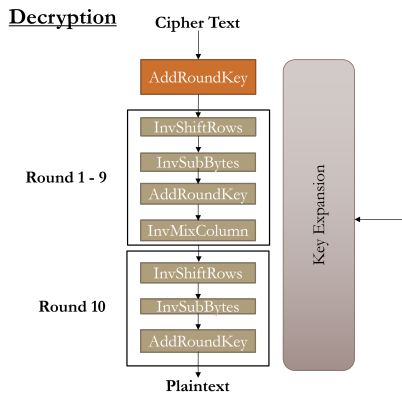 Decryption
Cipher Text
AddRoundKey
InvShiftRows
InvSubBytes
Round 1 - 9
AddRoundKey
InvMixColumn
InvShiftRows
Round 10
InvSubBytes
AddRoundKey
Plaintext
Key Expansion